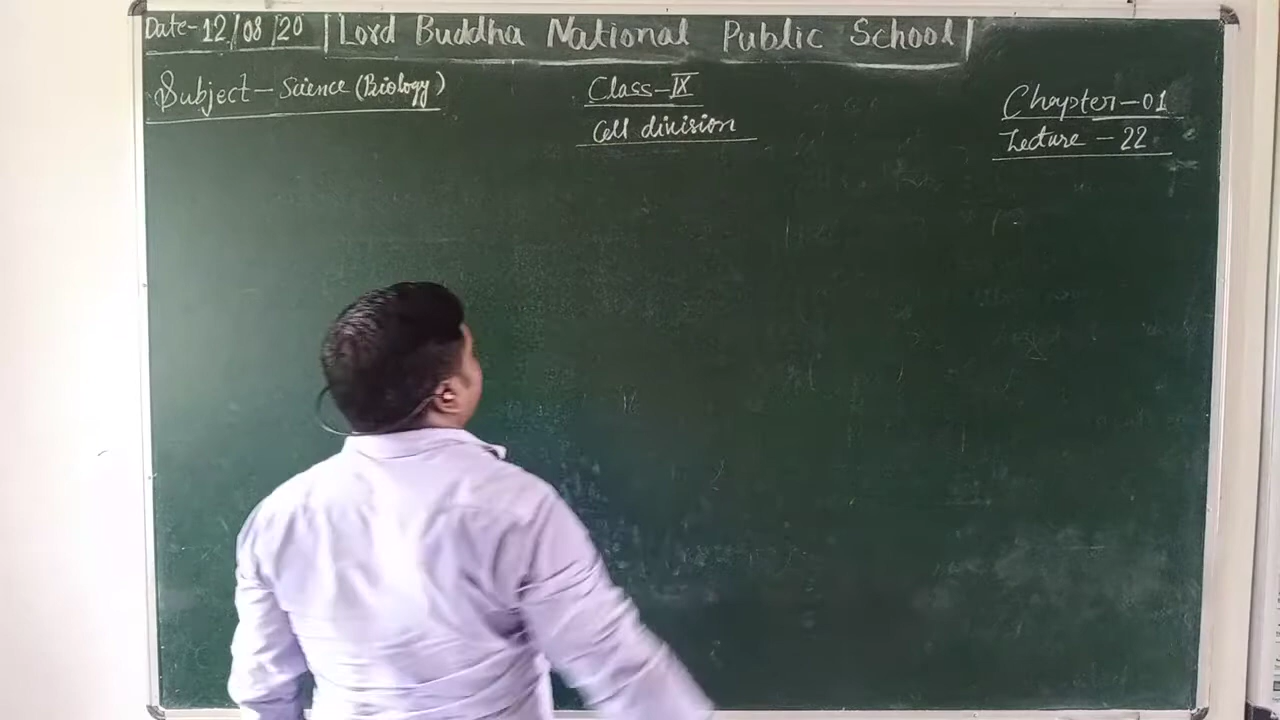 Date-12/08/20 Lord Buddha National Public School
Subject-Science (Biology)
Class-IX
Cell division
Chapter-01
Lecture-22